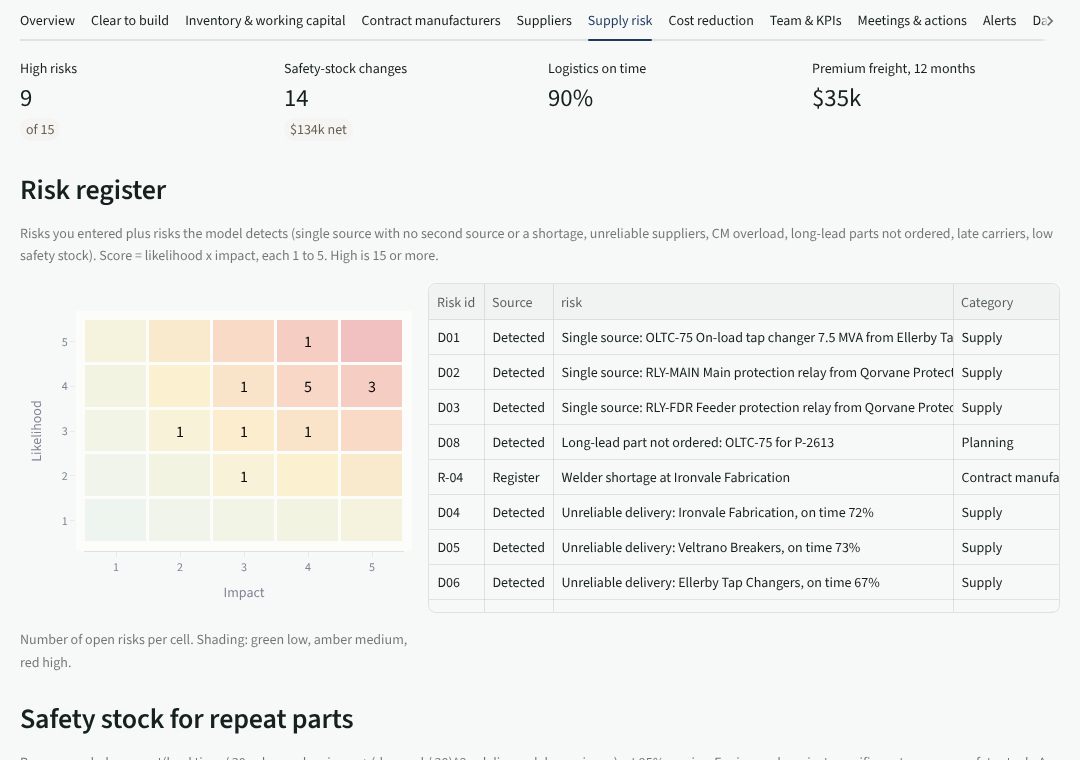 Overview Clear to build Inventory & working capital Contract manufacturers Suppliers Supply risk Cost reduction Team & KPIs Meetings & actions Alerts
High risks Safety-stock changes Logistics on time Premium freight, 12 months
9 14 90% $35k
of 15 $134k net
Risk register
Risks you entered plus risks the model detects (single source with no second source or a shortage, unreliable suppliers, CM overload, long-lead parts not ordered, late carriers, low
safety stock). Score = likelihood x impact, each 1 to 5. High is 15 or more.
Likelihood
5 1
4 1 5 3
3 1 1 1
2 1
1
1 2 3 4 5
Impact
Number of open risks per cell. Shading: green low, amber medium,
red high.
Risk id Source risk Category
D01 Detected Single source: OLTC-75 On-load tap changer 7.5 MVA from Ellerby Ta Supply
D02 Detected Single source: RLY-MAIN Main protection relay from Qorvane Protect Supply
D03 Detected Single source: RLY-FDR Feeder protection relay from Qorvane Protec Supply
D08 Detected Long-lead part not ordered: OLTC-75 for P-2613 Planning
R-04 Register Welder shortage at Ironvale Fabrication Contract manufa
D04 Detected Unreliable delivery: Ironvale Fabrication, on time 72% Supply
D05 Detected Unreliable delivery: Veltrano Breakers, on time 73% Supply
D06 Detected Unreliable delivery: Ellerby Tap Changers, on time 67% Supply
Safety stock for repeat parts